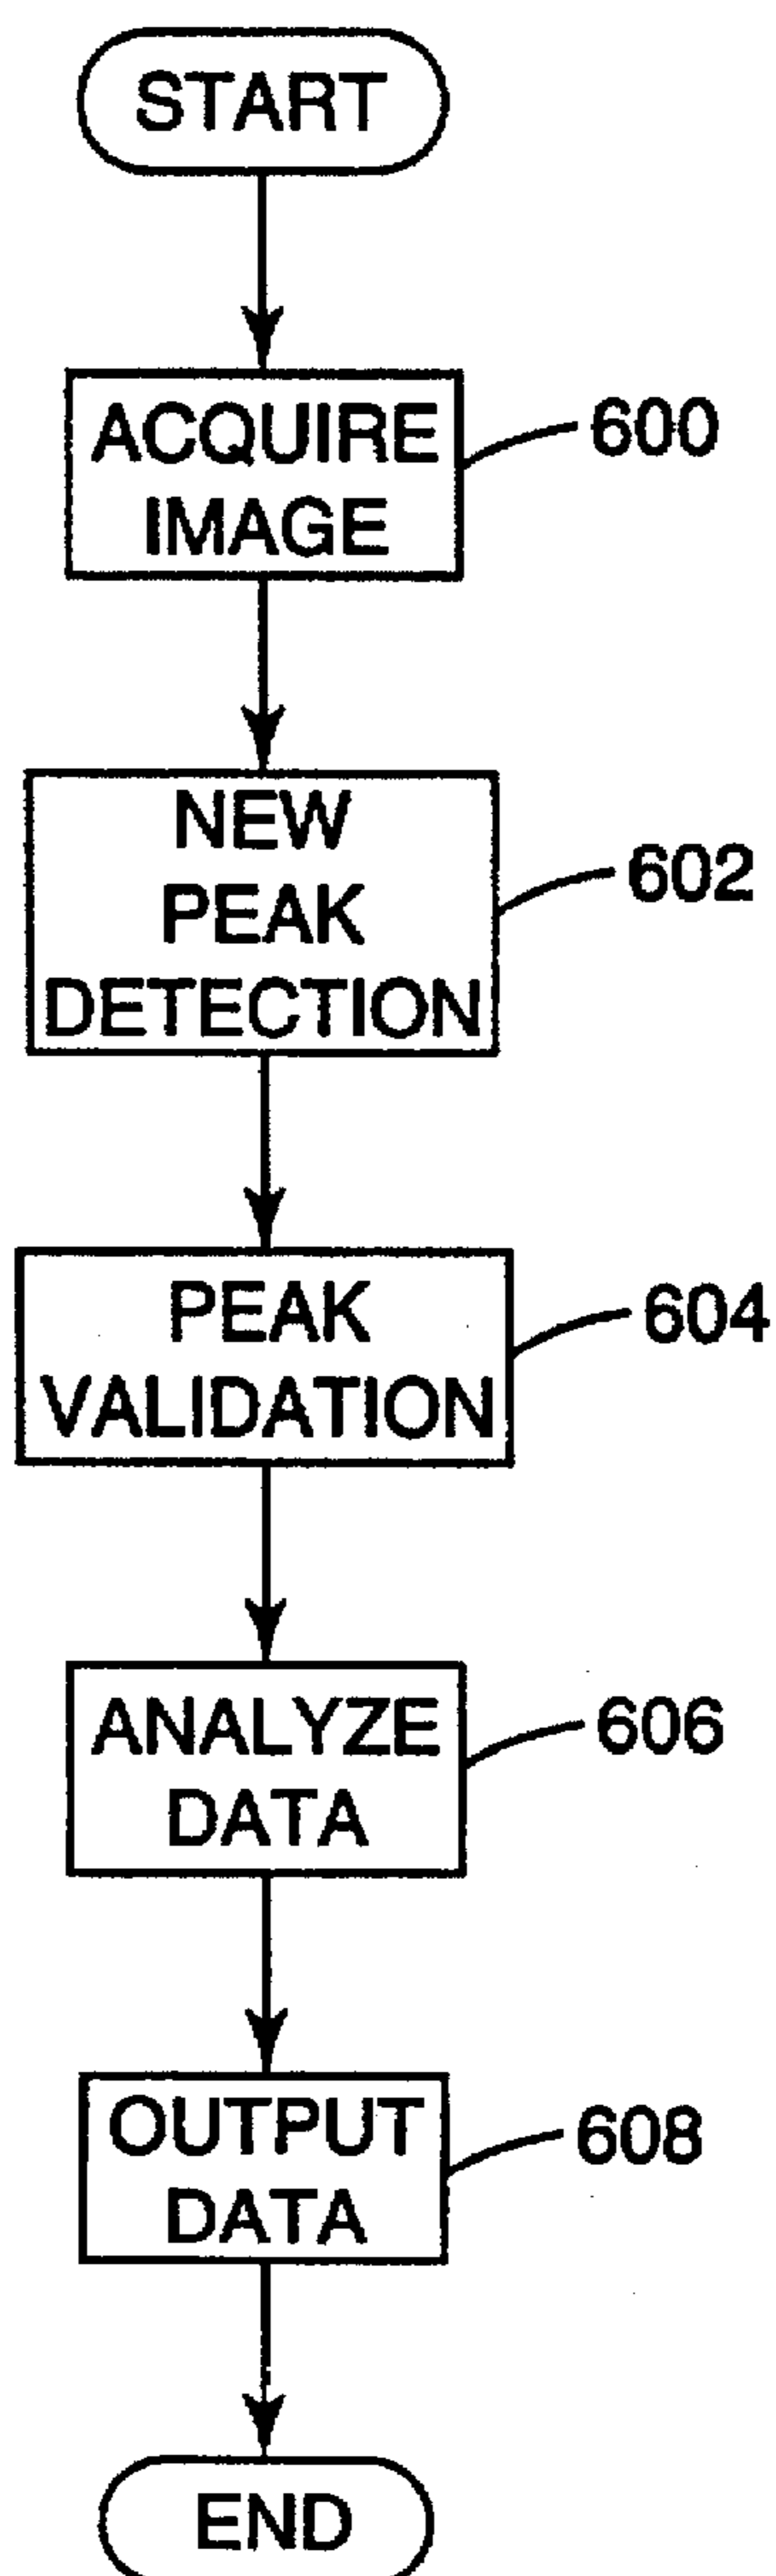 START
ACQUIRE
IMAGE
600
NEW
PEAK
DETECTION
602
PEAK
VALIDATION
604
ANALYZE
DATA
606
OUTPUT
DATA
608
END